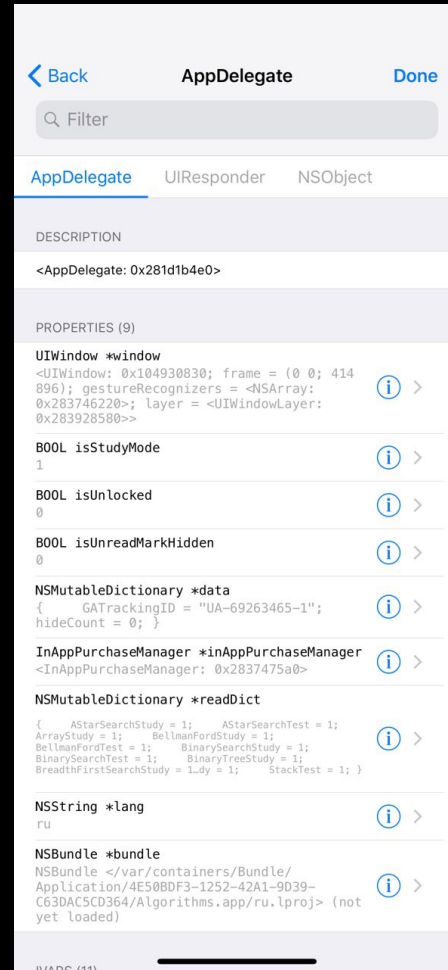 Back
AppDelegate
Done
Filter
AppDelegate
UIResponder
NSObject
DESCRIPTION
<AppDelegate: 0x281d1b4e0>
PROPERTIES (9)
UIWindow *window
<UIWindow: 0x104930830; frame = (0 0; 414
896); gestureRecognizers = <NSArray:
0x283746220>; layer = <UIWindowLayer:
0x283928580>>
BOOL isStudyMode
1
BOOL isUnlocked
0
BOOL isUnreadMarkHidden
0
NSMutableDictionary *data
{ GATrackingID = "UA-69263465-1";
hideCount = 0; }
InAppPurchaseManager *inAppPurchaseManager
<InAppPurchaseManager: 0x2837475a0>
NSMutableDictionary *readDict
{ AStarSearchStudy = 1; AStarSearchTest = 1;
ArrayStudy = 1; BellmanFordStudy = 1;
BellmanFordTest = 1; BinarySearchStudy = 1;
BinarySearchTest = 1; BinaryTreeStudy = 1;
BreadthFirstSearchStudy = 1…dy = 1; StackTest = 1; }
NSString *lang
ru
NSBundle *bundle
NSBundle </var/containers/Bundle/
Application/4E50BDF3-1252-42A1-9D39-
C63DAC5CD364/Algorithms.app/ru.lproj> (not
yet loaded)
IVARS (11)